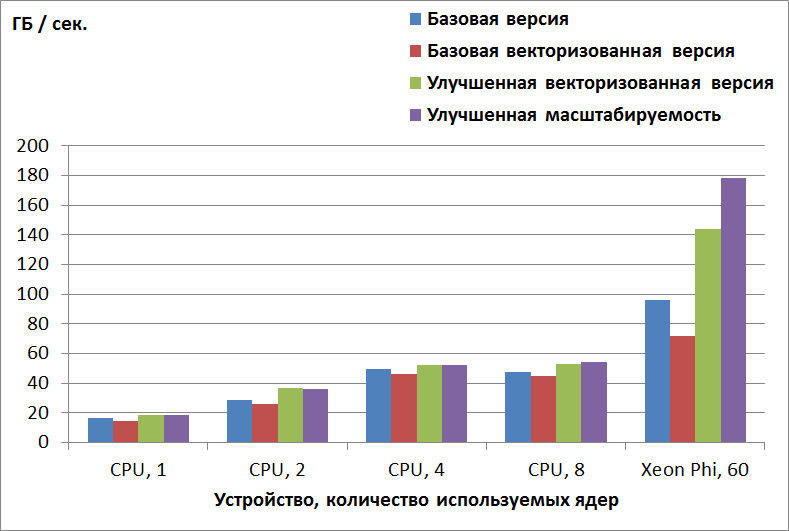 ГБ / сек.
Базовая версия
Базовая векторизованная версия
Улучшенная векторизованная версия
Улучшенная масштабируемость
200
180
160
140
120
100
80
60
40
20
0
CPU, 1
CPU, 2
CPU, 4
CPU, 8
Xeon Phi, 60
Устройство, количество используемых ядер